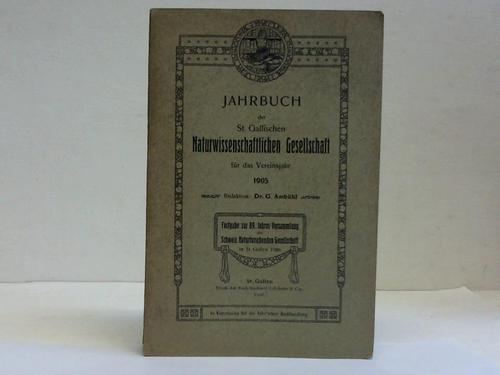 JAHRBUCH
der
St. Gallischen
Naturwissenschaftlichen Gesellschaft
für das Vereinsjahr
1905
Redaktion: Dr. G. Ambühl
Festgabe zur 89. Jahres-Versammlung
der
Schweiz. Naturforschenden Gesellschaft
in St. Gallen 1906.
St. Gallen
1906.